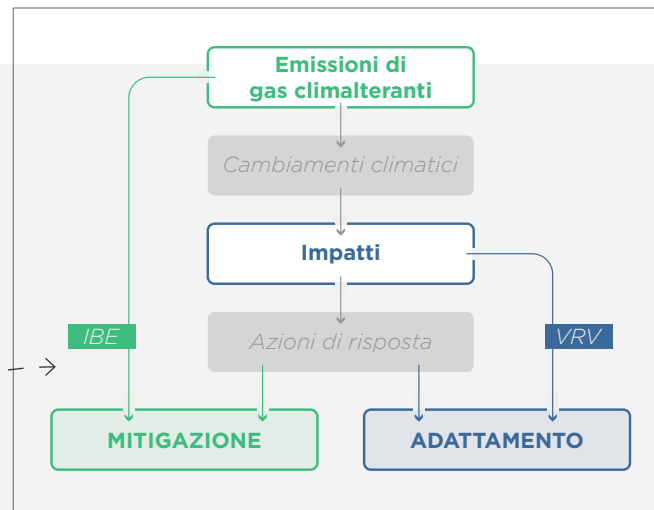 Emissioni di
gas climalteranti
Cambiamenti climatici
Impatti
IBE
Azioni di risposta
VRV
MITIGAZIONE
ADATTAMENTO